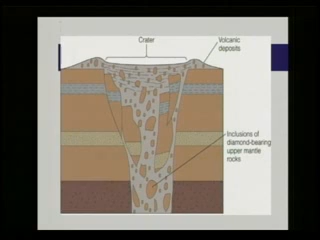 Crater
Volcanic
deposits
Inclusions of
diamond-bearing
upper mantle
rocks